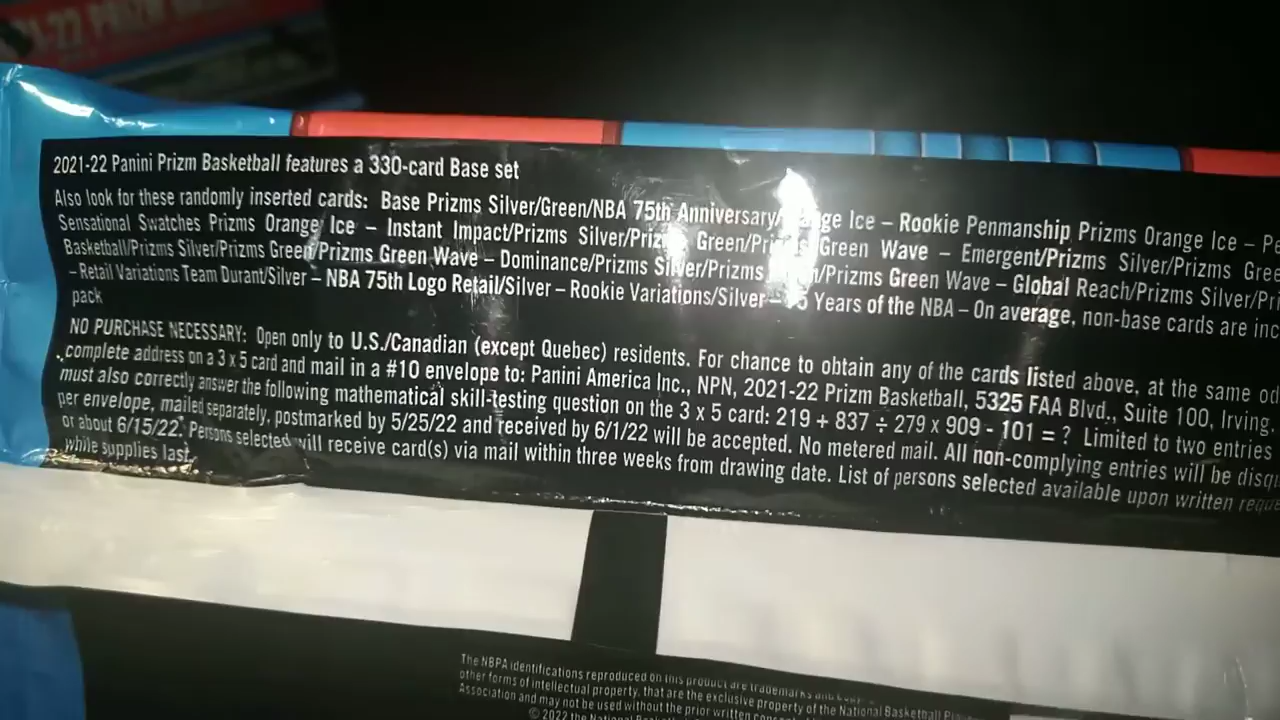 21-22 PRIZM
2021-22 Panini Prizm Basketball features a 330-card Base set
Also look for these randomly inserted cards: Base Prizms Silver/Green/NBA 75th Anniversary/ Ice – Rookie Penmanship Prizms Orange Ice –
Sensational Swatches Prizms Orange Ice – Instant Impact/Prizms Silver/Prizms Green/ Green Wave – Emergent/Prizms Silver/Prizms
Basketball/Prizms Silver/Prizms Green/Prizms Green Wave – Dominance/Prizms Silver/Prizms /Prizms Green Wave – Global Reach/Prizms Silver/
– Retail Variations Team Durant/Silver – NBA 75th Logo Retail/Silver – Rookie Variations/Silver – Years of the NBA – On average, non-base cards are
pack
NO PURCHASE NECESSARY: Open only to U.S./Canadian (except Quebec) residents. For chance to obtain any of the cards listed above, at the same
complete address on a 3 x 5 card and mail in a #10 envelope to: Panini America Inc., NPN, 2021-22 Prizm Basketball, 5325 FAA Blvd., Suite 100, Irving,
must also correctly answer the following mathematical skill-testing question on the 3 x 5 card: 219 + 837 ÷ 279 x 909 - 101 = ? Limited to two entries
per envelope, mailed separately, postmarked by 5/25/22 and received by 6/1/22 will be accepted. No metered mail. All non-complying entries will be
or about 6/15/22. Persons selected will receive card(s) via mail within three weeks from drawing date. List of persons selected available upon written
while supplies last.
The NBPA identifications reproduced on this product are trademarks and
other forms of intellectual property, that are the exclusive property of the National Basketball
Association and may not be used without the prior written
© 2022 the National